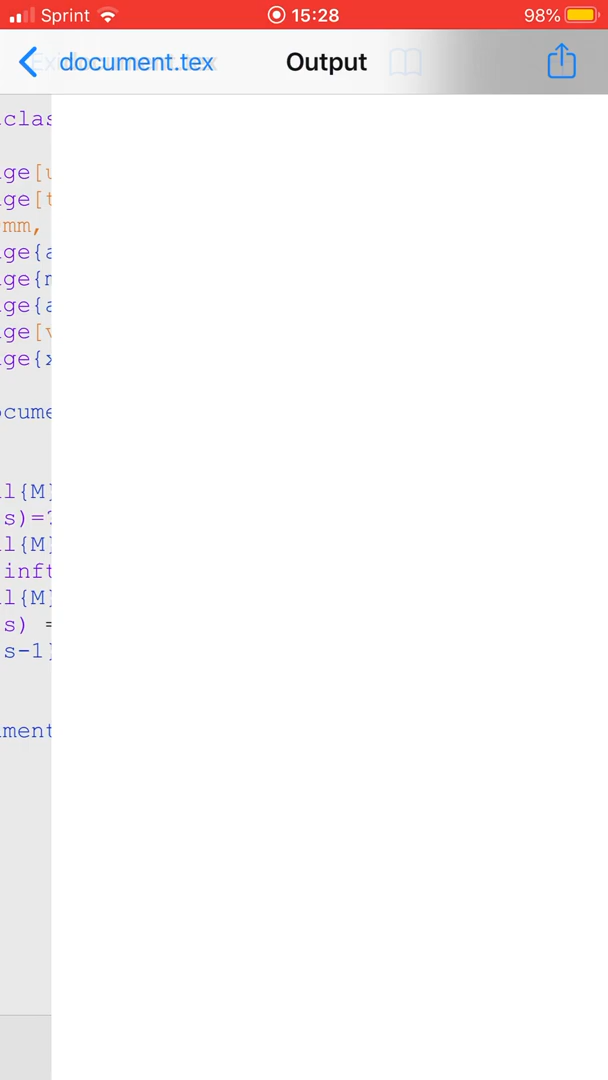 Sprint 15:28 98%
document.tex Output
clas
ge[u
ge[t
mm,
ge{a
ge{m
ge{a
ge[v
ge{x
ocume
l{M}
s)=
l{M}
inft
l{M}
s) =
s-1}
ment